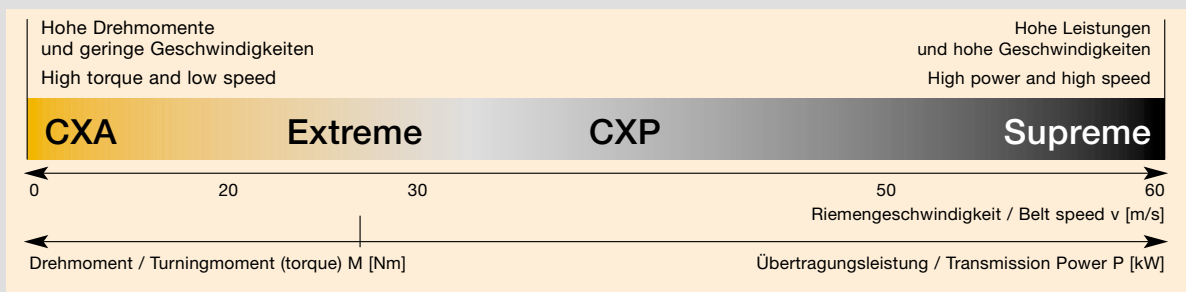 Hohe Drehmomente
und geringe Geschwindigkeiten
High torque and low speed
Hohe Leistungen
und hohe Geschwindigkeiten
High power and high speed
CXA Extreme CXP Supreme
0 20 30 50 60
Riemengeschwindigkeit / Belt speed v [m/s]
Drehmoment / Turningmoment (torque) M [Nm]
Übertragungsleistung / Transmission Power P [kW]